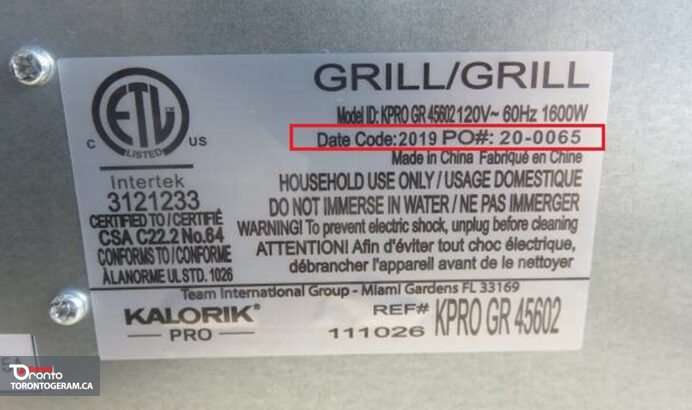 GRILL/GRILL
Model ID: KPRO GR 45602 120V~ 60Hz 1600W
Date Code: 2019 PO#: 20-0065
Made in China Fabriqué en Chine
HOUSEHOLD USE ONLY / USAGE DOMESTIQUE
DO NOT IMMERSE IN WATER / NE PAS IMMERGER
WARNING! To prevent electric shock, unplug before cleaning
ATTENTION! Afin d'éviter tout choc électrique,
débrancher l'appareil avant de le nettoyer
ETL
TM
C US
LISTED
Intertek
3121233
CERTIFIED TO/CERTIFIÉ
CSA C22.2 No.64
CONFORMS TO/CONFORME
À LANORME UL STD. 1026
Team International Group - Miami Gardens FL 33169
KALORIK®
PRO
REF#
111026 KPRO GR 45602
5A
Toronto
TORONTOGERAM.CA